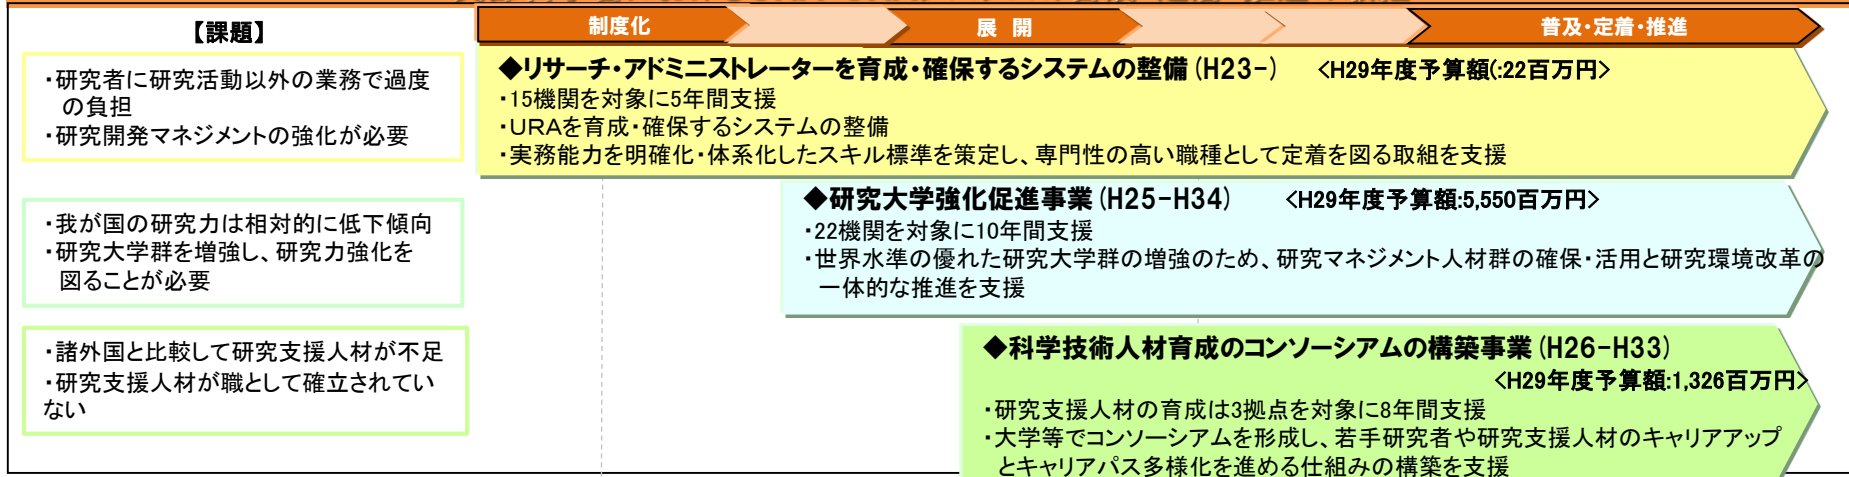 【課題】
制度化
展 開
普及・定着・推進
・研究者に研究活動以外の業務で過度
の負担
・研究開発マネジメントの強化が必要
◆リサーチ・アドミニストレーターを育成・確保するシステムの整備(H23-) <H29年度予算額(:22百万円>
・15機関を対象に5年間支援
・URAを育成・確保するシステムの整備
・実務能力を明確化・体系化したスキル標準を策定し、専門性の高い職種として定着を図る取組を支援
・我が国の研究力は相対的に低下傾向
・研究大学群を増強し、研究力強化を
図ることが必要
◆研究大学強化促進事業(H25-H34) <H29年度予算額:5,550百万円>
・22機関を対象に10年間支援
・世界水準の優れた研究大学群の増強のため、研究マネジメント人材群の確保・活用と研究環境改革の
一体的な推進を支援
・諸外国と比較して研究支援人材が不足
・研究支援人材が職として確立されてい
ない
◆科学技術人材育成のコンソーシアムの構築事業(H26-H33)
<H29年度予算額:1,326百万円>
・研究支援人材の育成は3拠点を対象に8年間支援
・大学等でコンソーシアムを形成し、若手研究者や研究支援人材のキャリアアップ
とキャリアパス多様化を進める仕組みの構築を支援